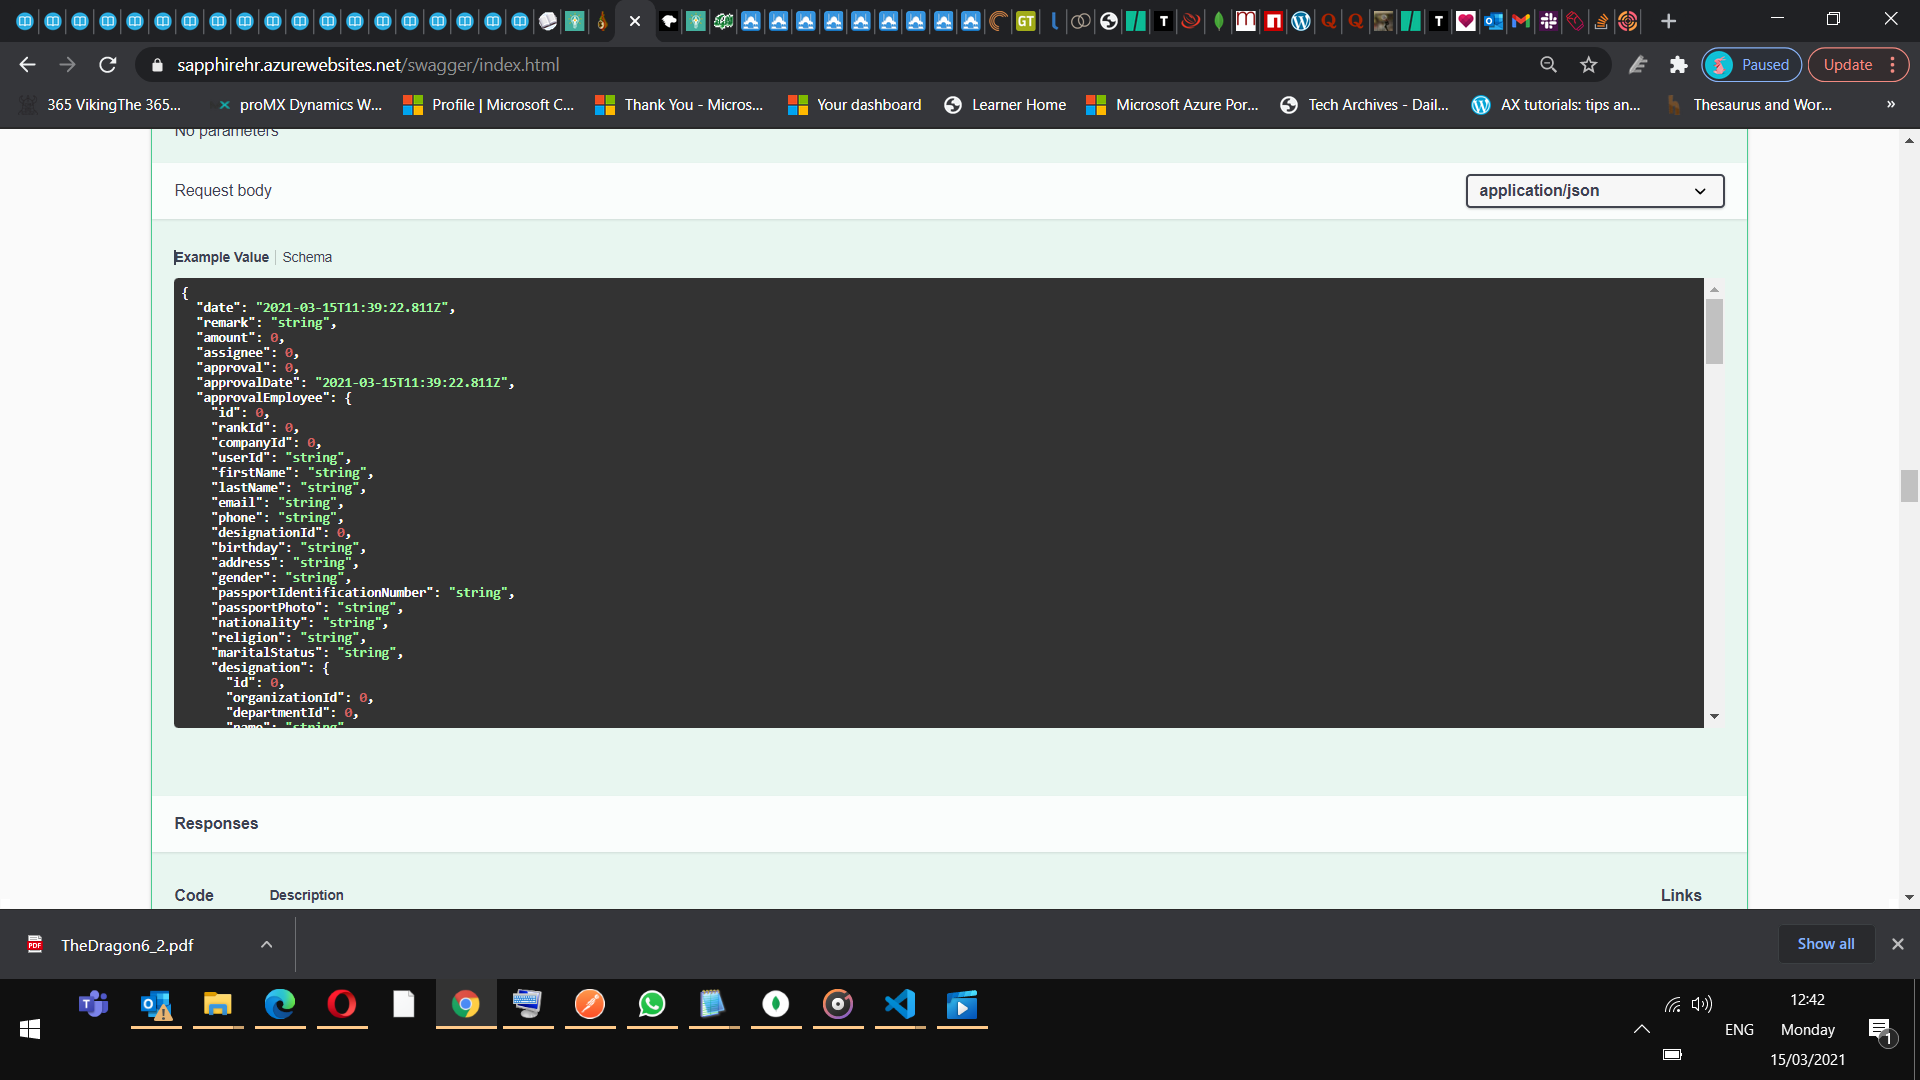 sapphirehr.azurewebsites.net/swagger/index.html
Paused
Update
365 VikingThe 365...
proMX Dynamics W...
Profile | Microsoft C...
Thank You - Micros...
Your dashboard
Learner Home
Microsoft Azure Por...
Tech Archives - Dail...
AX tutorials: tips an...
Thesaurus and Wor...
»
No parameters
Request body
application/json
Example Value
Schema
{
"date": "2021-03-15T11:39:22.811Z",
"remark": "string",
"amount": 0,
"assignee": 0,
"approval": 0,
"approvalDate": "2021-03-15T11:39:22.811Z",
"approvalEmployee": {
"id": 0,
"rankId": 0,
"companyId": 0,
"userId": "string",
"firstName": "string",
"lastName": "string",
"email": "string",
"phone": "string",
"designationId": 0,
"birthday": "string",
"address": "string",
"gender": "string",
"passportIdentificationNumber": "string",
"passportPhoto": "string",
"nationality": "string",
"religion": "string",
"maritalStatus": "string",
"designation": {
"id": 0,
"organizationId": 0,
"departmentId": 0,
"name": "string"
Responses
Code
Description
Links
TheDragon6_2.pdf
Show all
12:42
ENG
Monday
15/03/2021
1